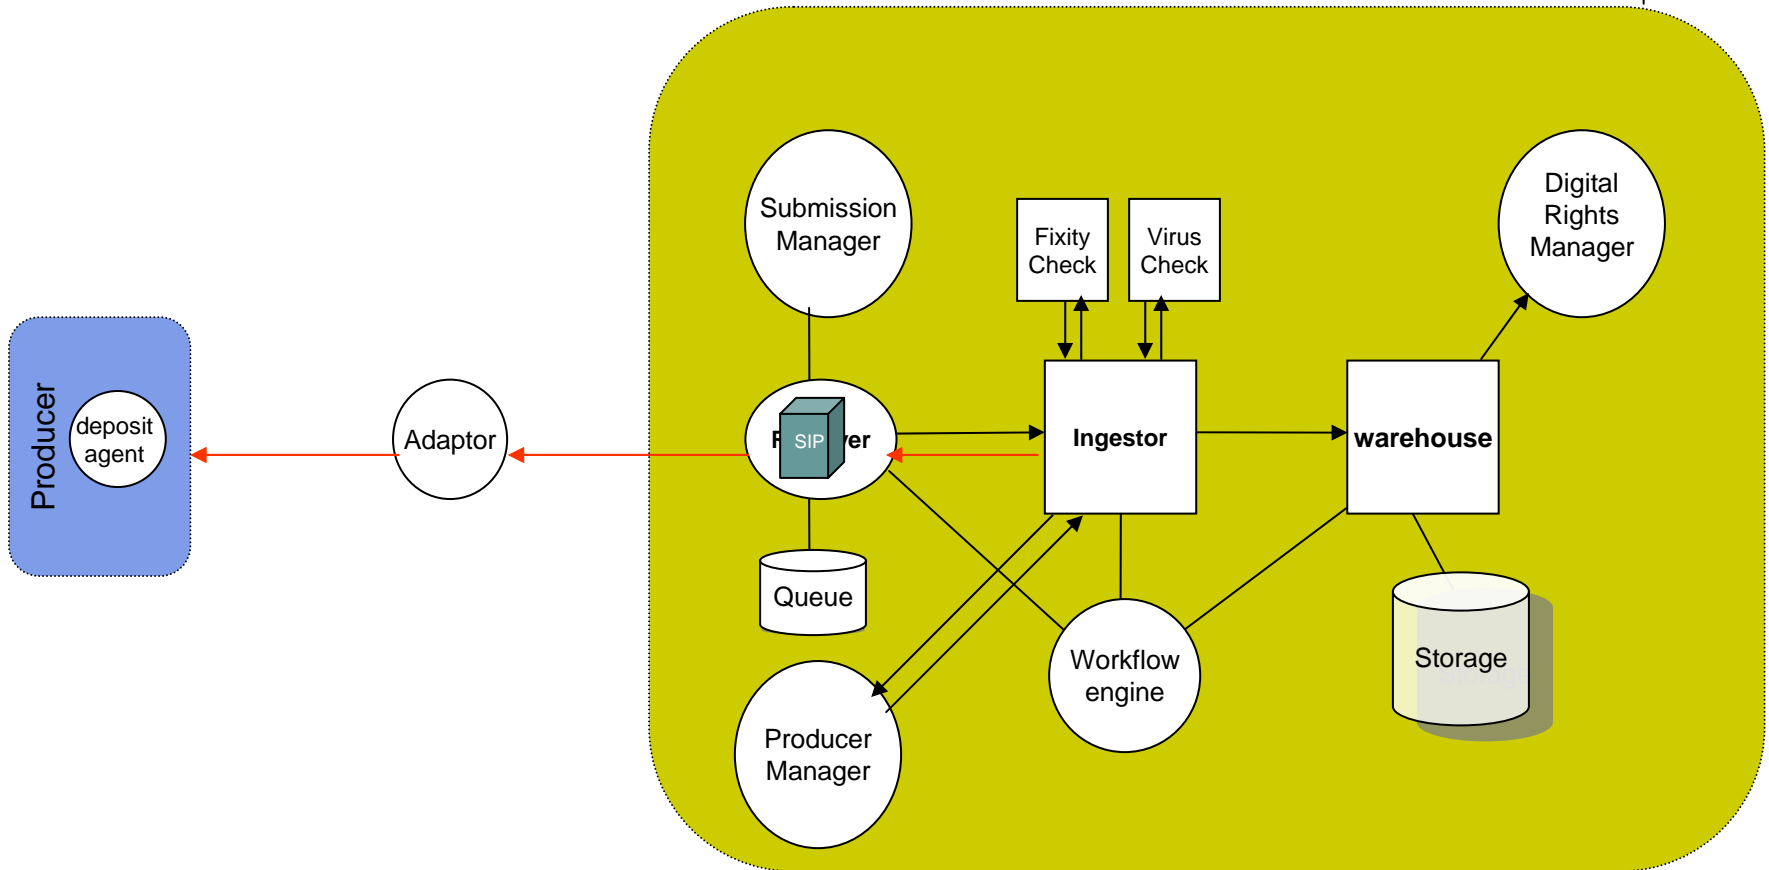 Producer
deposit
agent
Adaptor
Submission
Manager
SIP
Queue
Producer
Manager
Fixity
Check
Virus
Check
Ingestor
Workflow
engine
warehouse
Digital
Rights
Manager
Storage
Storage